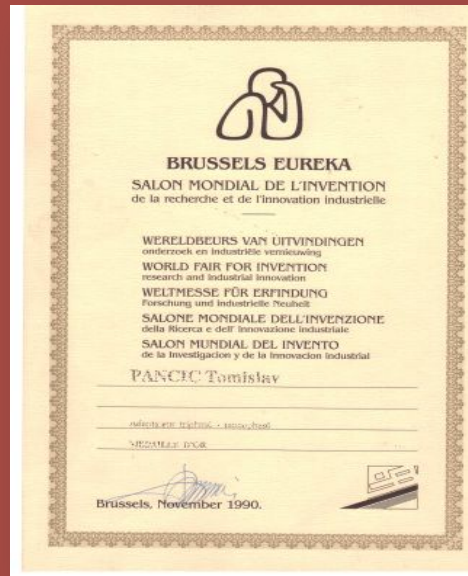 BRUSSELS EUREKA
SALON MONDIAL DE L'INVENTION
de la recherche et de l'innovation industrielle
WERELDBEURS VAN UITVINDINGEN
onderzoek en industriële vernieuwing
WORLD FAIR FOR INVENTION
research and industrial innovation
WELTMESSE FÜR ERFINDUNG
Forschung und industrielle Neuheit
SALONE MONDIALE DELL'INVENZIONE
della Ricerca e dell' Innovazione industriale
SALON MUNDIAL DEL INVENTO
de la Investigacion y de la Innovacion industrial
PANCIC Tomislav
MEDAILLE D'OR
Brussels, November 1990.